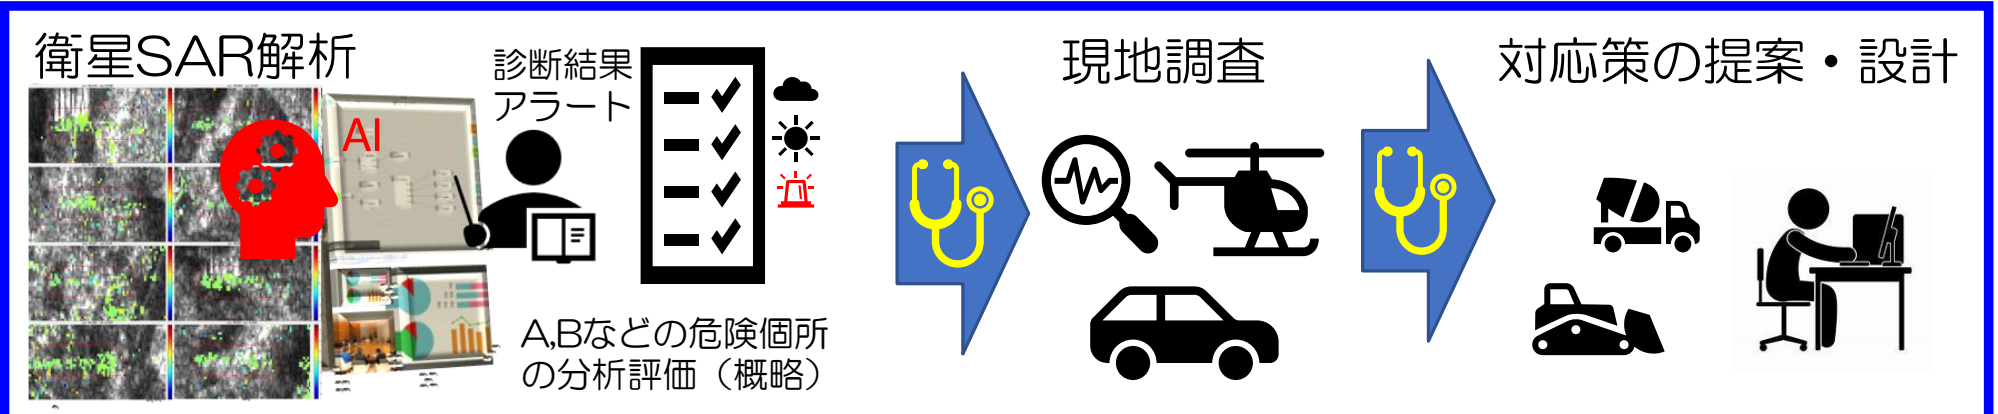 衛星SAR解析
AI
診断結果
アラート
A,Bなどの危険個所
の分析評価（概略）
現地調査
対応策の提案・設計